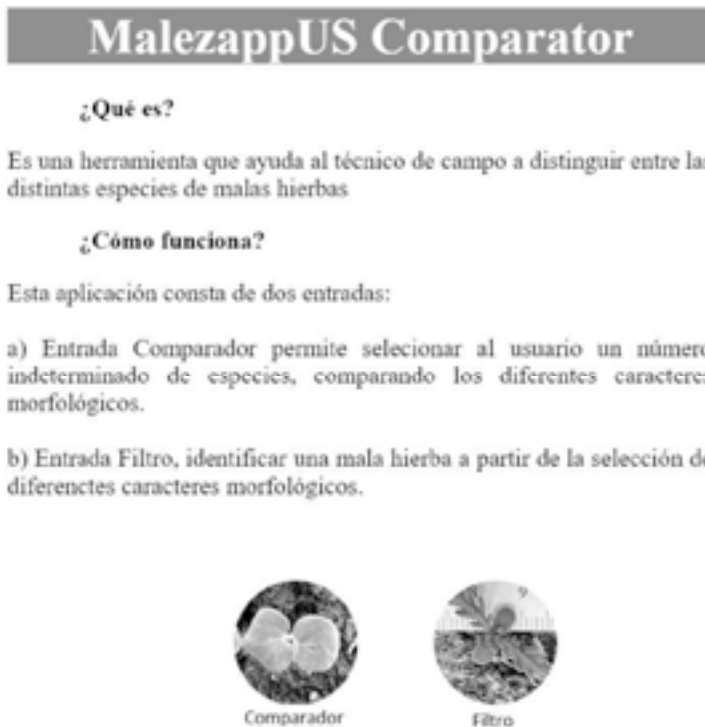 MalezappUS Comparator
¿Qué es?
Es una herramienta que ayuda al técnico de campo a distinguir entre las
distintas especies de malas hierbas
¿Cómo funciona?
Esta aplicación consta de dos entradas:
a) Entrada Comparador permite selecionar al usuario un número
indeterminado de especies, comparando los diferentes caracteres
morfológicos.
b) Entrada Filtro, identificar una mala hierba a partir de la selección de
diferenctes caracteres morfológicos.
9
Comparador
Filtro